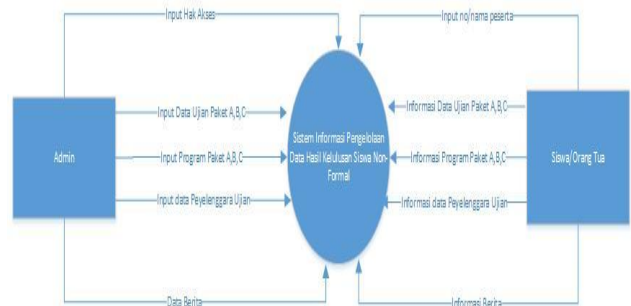 Input Hak Akses
Input no/nama peserta
Input Data Ujian Paket A,B,C
Informasi Data Ujian Paket A,B,C
Admin
Input Program Paket A,B,C
Sistem Informasi Pengelolaan
Data Hasil Kelulusan Siswa Non-
Formal
Informasi Program Paket A,B,C
Siswa/Orang Tua
Input data Peyelenggara Ujian
Informasi data Peyelenggara Ujian
Data Berita
Informasi Berita